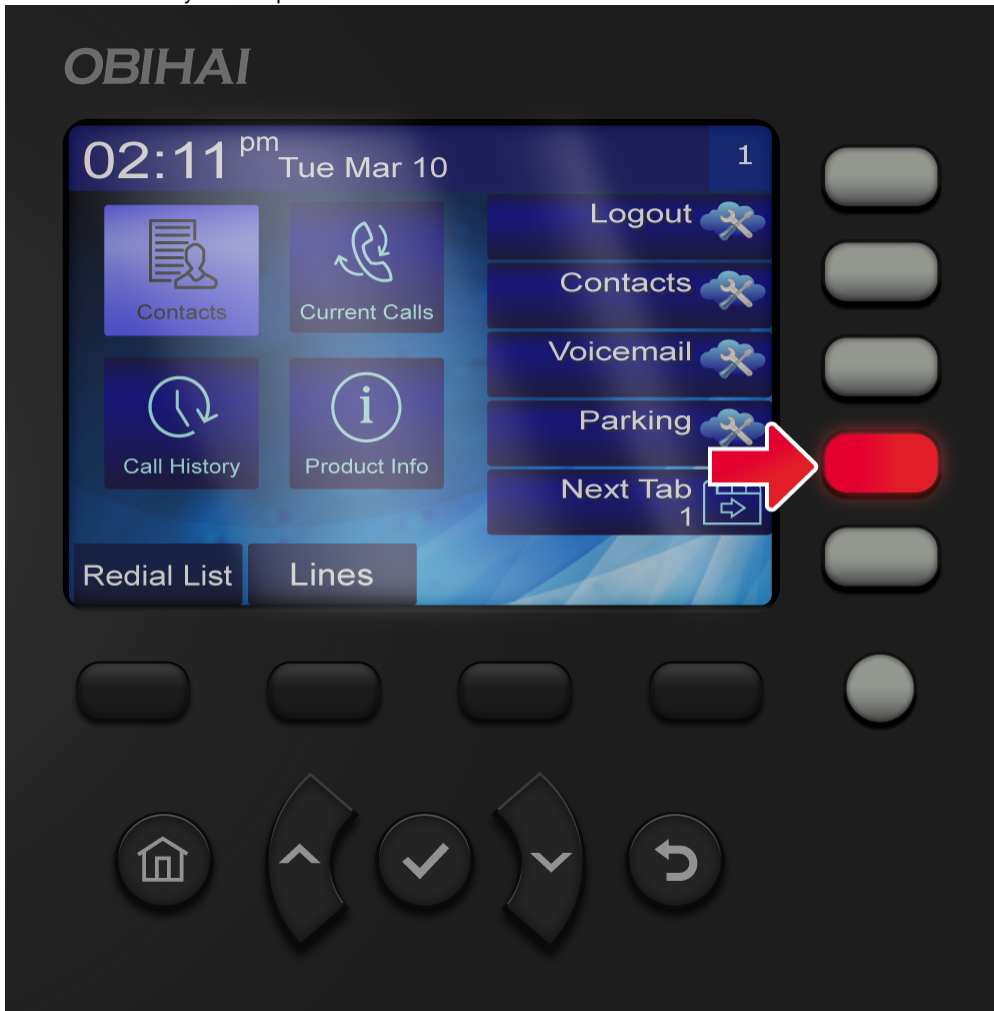 OBIHAI
02:11 pm Tue Mar 10 1
Logout
Contacts
Voicemail
Parking
Next Tab
1
Contacts
Current Calls
Call History
Product Info
Redial List
Lines